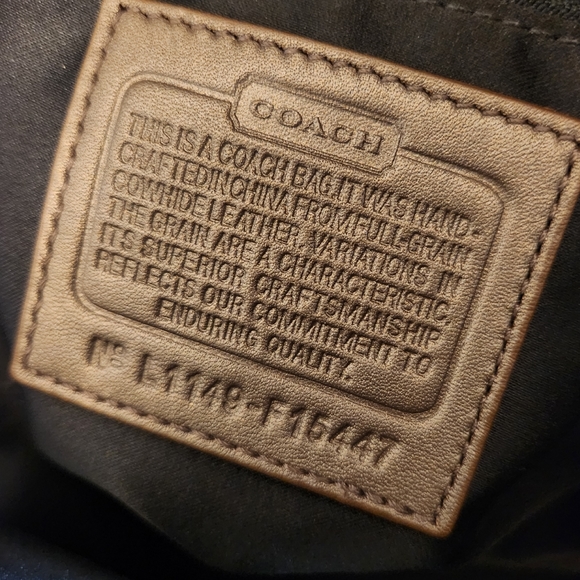 COACH
THIS IS A COACH BAG. IT WAS HAND-
CRAFTED IN CHINA FROM FULL-GRAIN
COWHIDE LEATHER. VARIATIONS IN
THE GRAIN ARE A CHARACTERISTIC.
ITS SUPERIOR CRAFTSMANSHIP
REFLECTS OUR COMMITMENT TO
ENDURING QUALITY.
Nº L1149-F15447